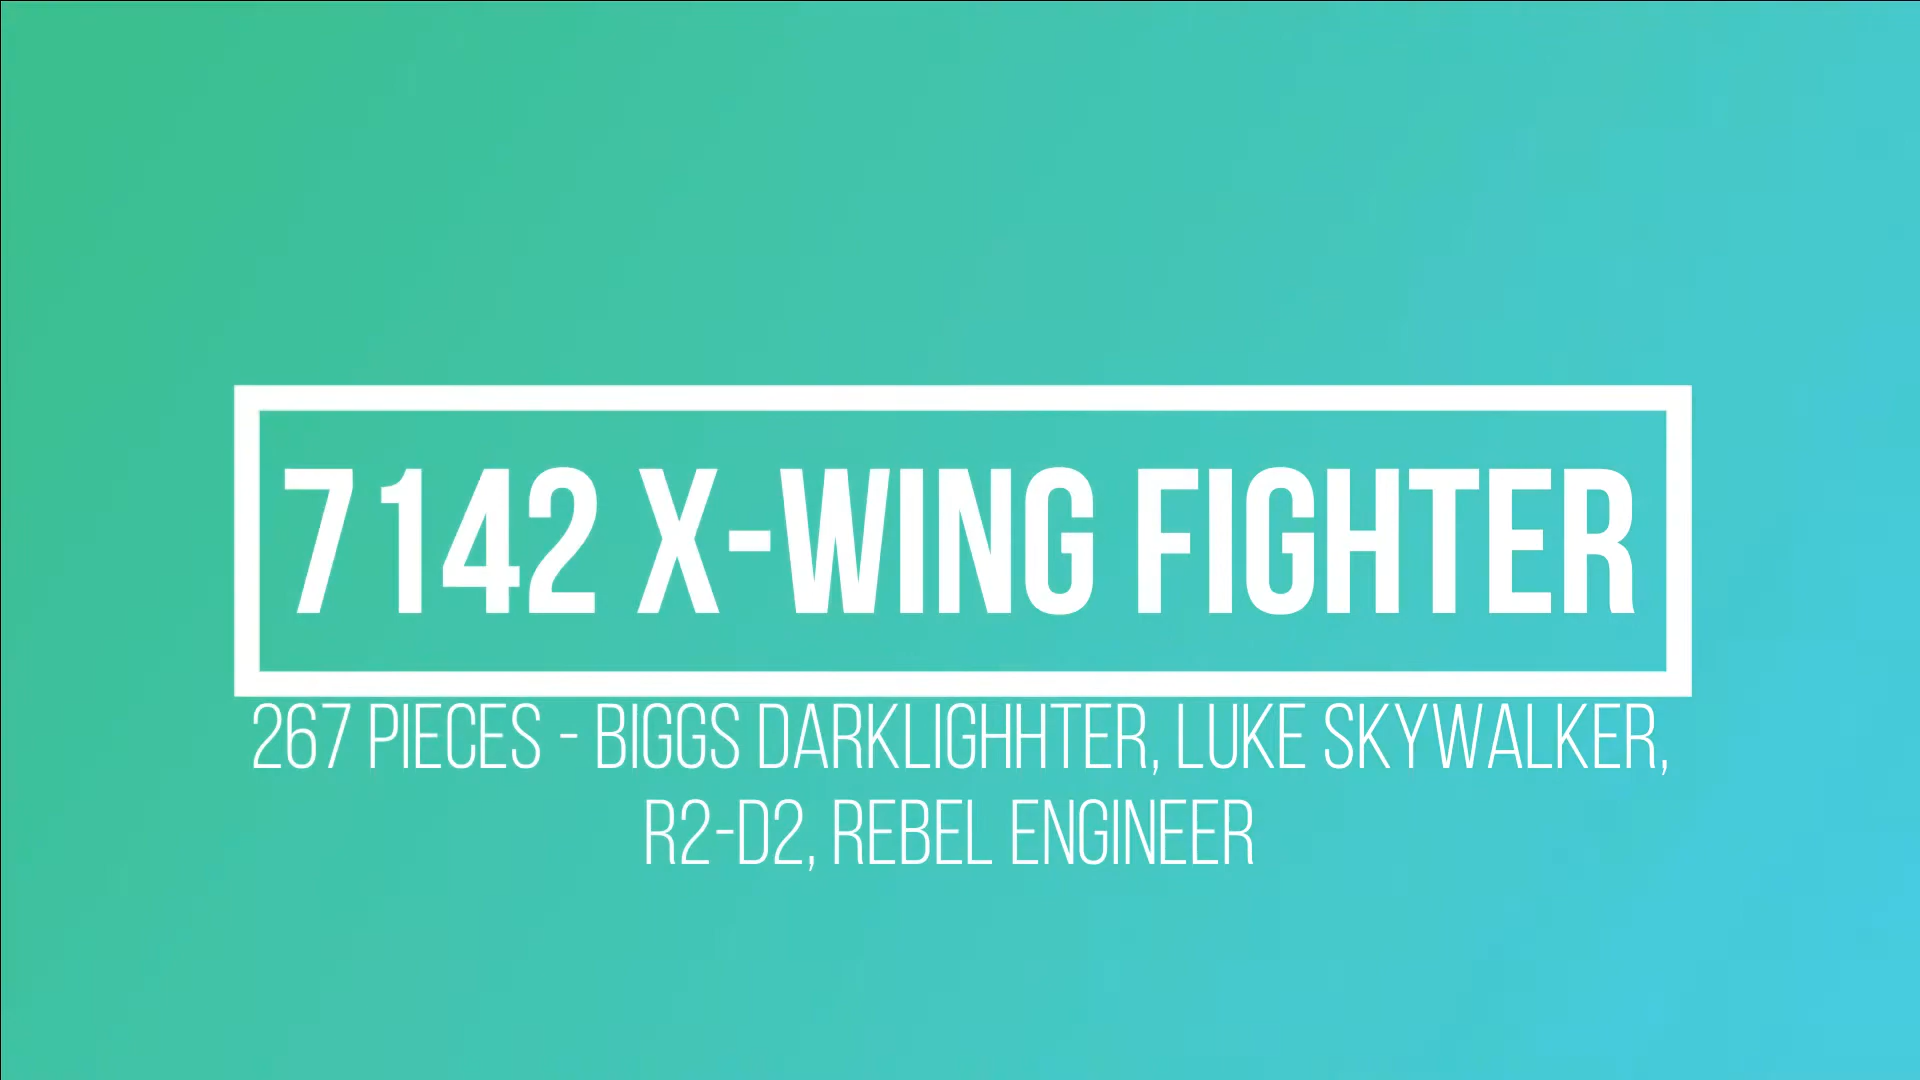 7142 X-WING FIGHTER
267 PIECES - BIGGS DARKLIGHHTER, LUKE SKYWALKER,
R2-D2, REBEL ENGINEER